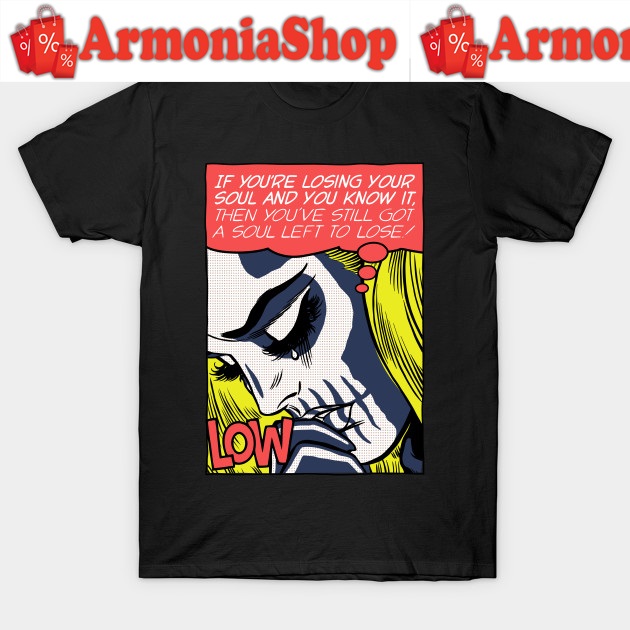 ArmoniaShop
Armon
IF YOU'RE LOSING YOUR
SOUL AND YOU KNOW IT,
THEN YOU'VE STILL GOT
A SOUL LEFT TO LOSE!
LOW
%
%
%
%